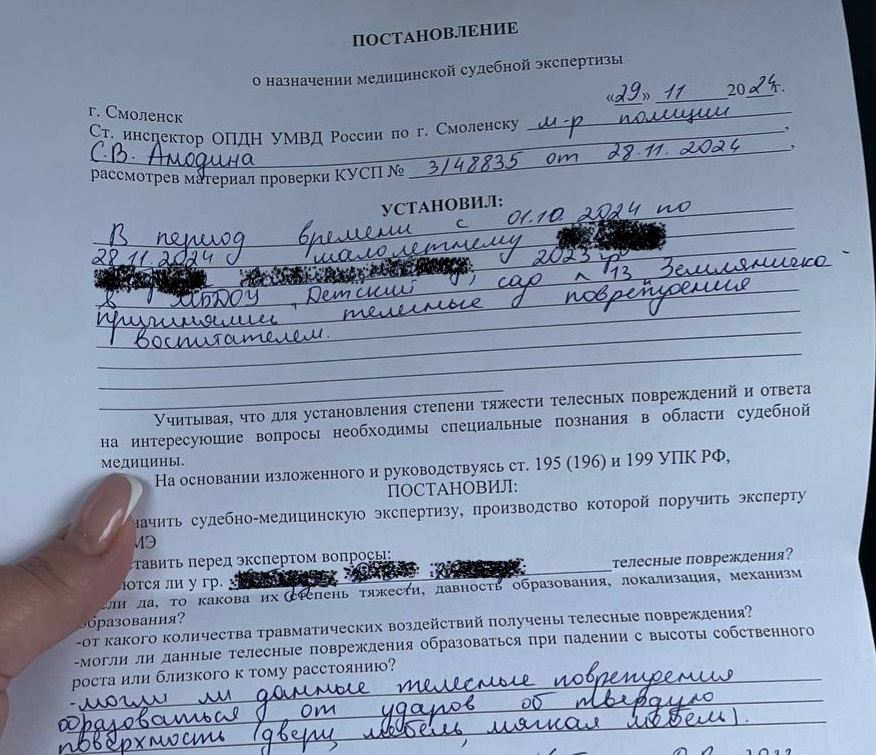 ПОСТАНОВЛЕНИЕ
о назначении медицинской судебной экспертизы
«29» 11 2024г.
г. Смоленск
Ст. инспектор ОПДН УМВД России по г. Смоленску м-р полиции
С.В. Амодина,
рассмотрев материал проверки КУСП № 3/48835 от 28.11.2024,
УСТАНОВИЛ:
В период времени с 01.10.2024 по
28.11.2024 малолетнему
2023
в МБДОУ „Детский сад № 13 Земляничка
причинялись телесные повреждения
воспитателем.
Учитывая, что для установления степени тяжести телесных повреждений и ответа
на интересующие вопросы необходимы специальные познания в области судебной
медицины.
На основании изложенного и руководствуясь ст. 195 (196) и 199 УПК РФ,
ПОСТАНОВИЛ:
начить судебно-медицинскую экспертизу, производство которой поручить эксперту
МЭ
тавить перед экспертом вопросы:
ются ли у гр. телесные повреждения?
ли да, то какова их степень тяжести, давность образования, локализация, механизм
образования?
-от какого количества травматических воздействий получены телесные повреждения?
-могли ли данные телесные повреждения образоваться при падении с высоты собственного
роста или близкого к тому расстоянию?
-могли ли данные телесные повреждения
образоваться от ударов об твердую
поверхность (двери, мебель, мягкая мебель).